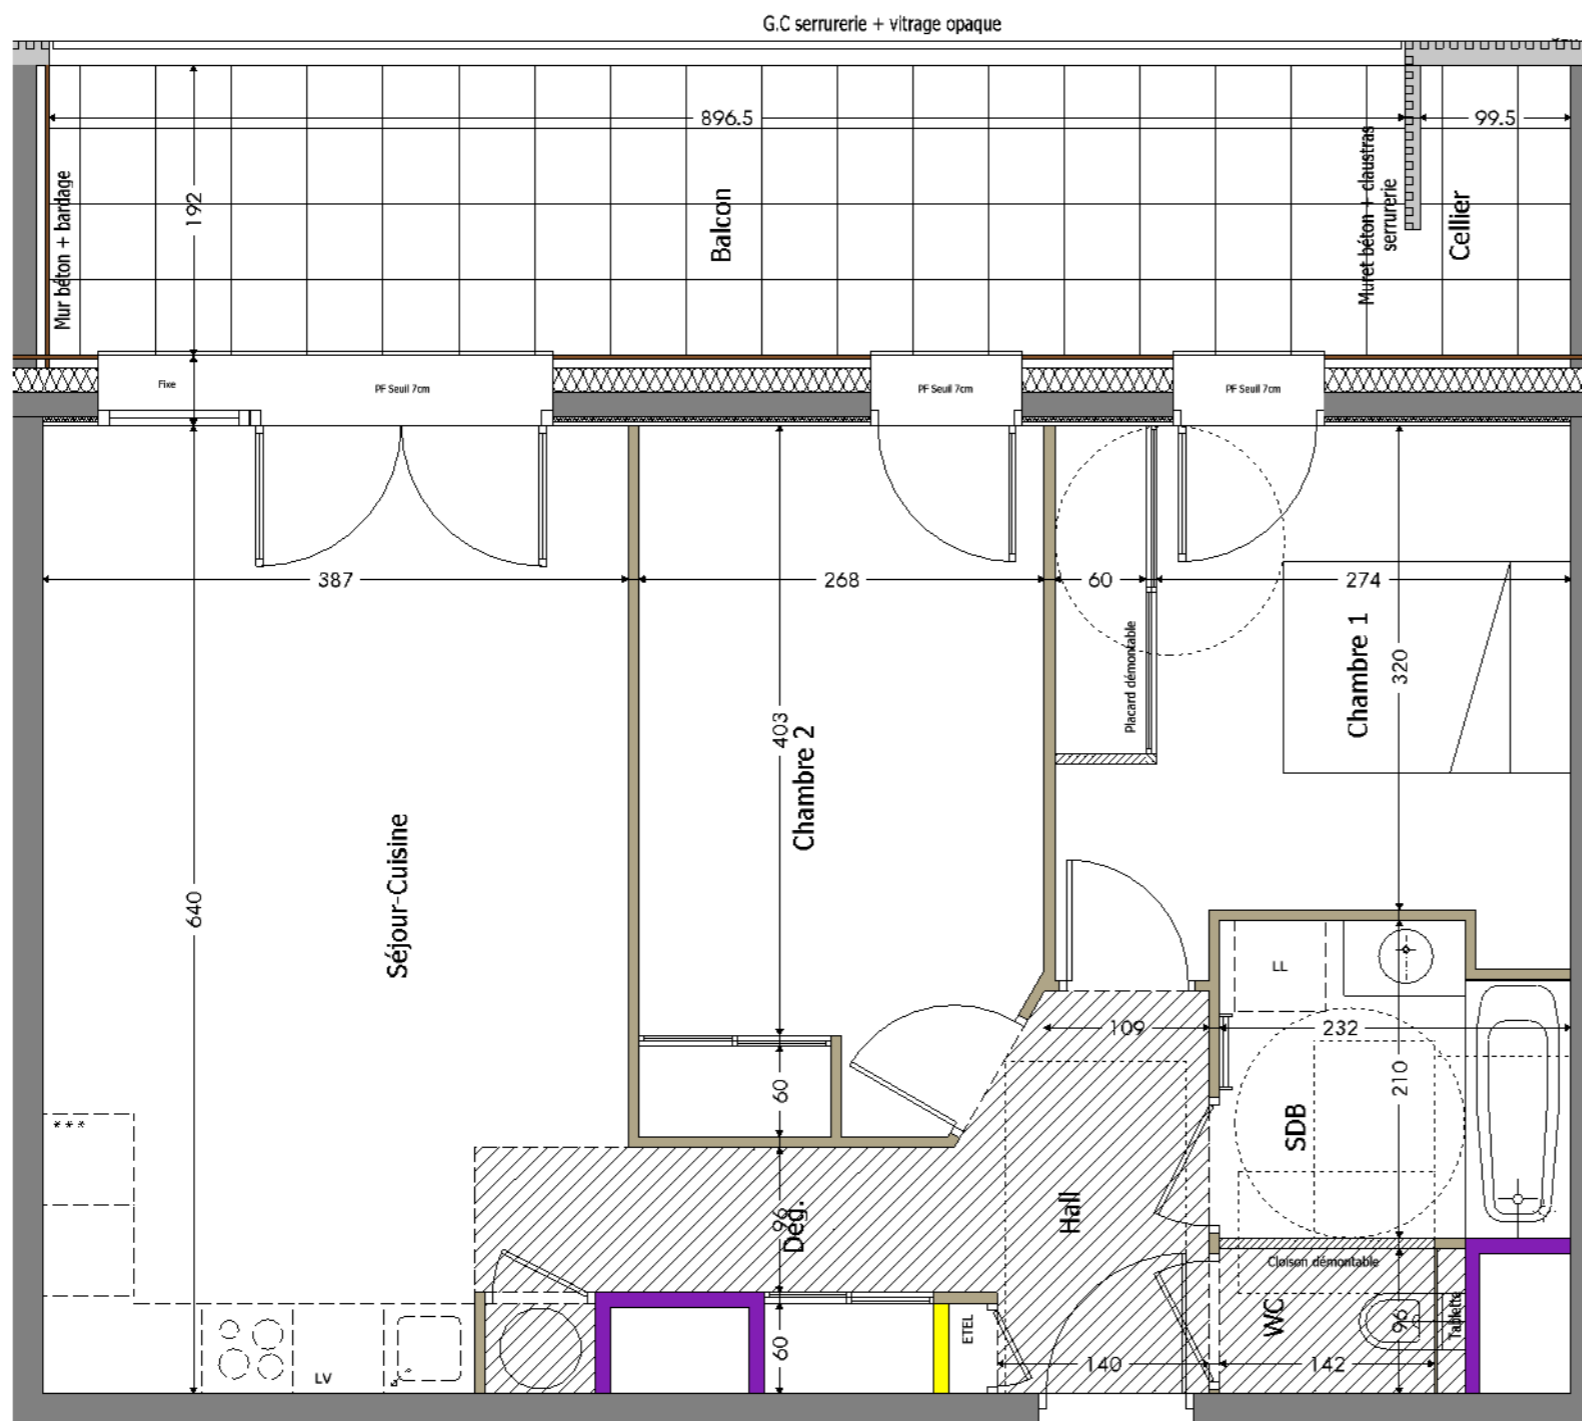 G.C serrurerie + vitrage opaque
896.5
99.5
Mur béton + bardage
192
Balcon
Muret béton + claustras
serrurerie
Cellier
Fixe
PF Seuil 7cm
PF Seuil 7cm
PF Seuil 7cm
387
268
60
274
Placard démontable
320
Chambre 1
403
Chambre 2
640
Séjour-Cuisine
LL
109
232
60
210
SDB
***
96
Deg.
Hall
Cloison démontable
WC
96
Tablette
ETEL
60
140
142
LV